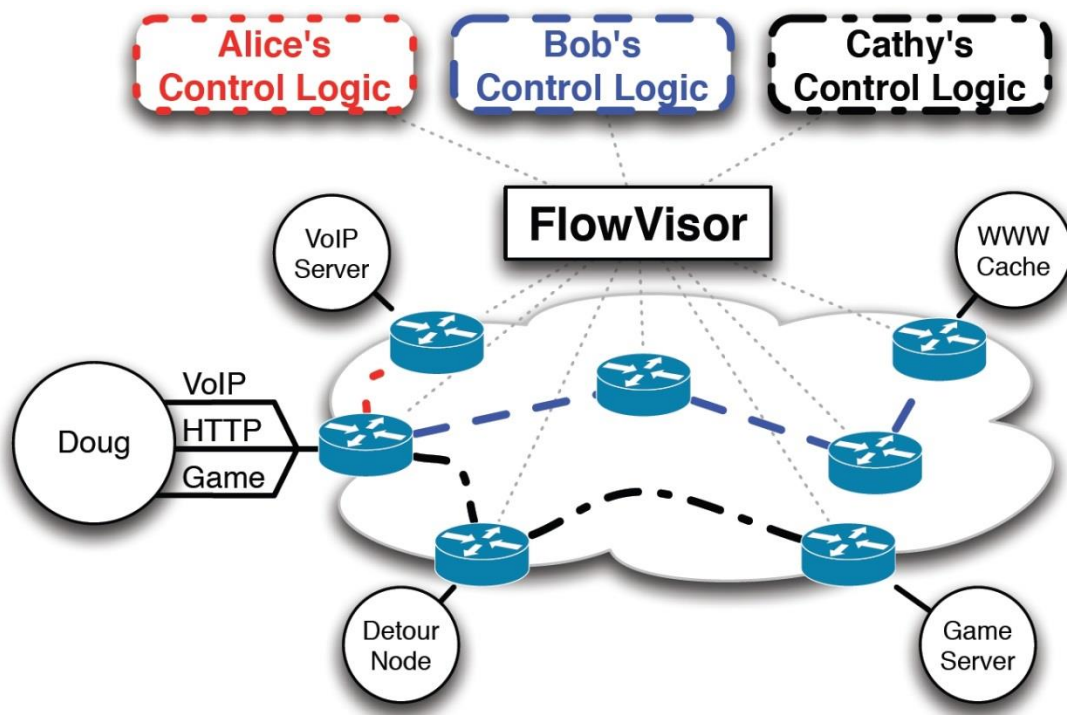 Alice's
Control Logic
Bob's
Control Logic
Cathy's
Control Logic
FlowVisor
VoIP
Server
WWW
Cache
Doug
VoIP
HTTP
Game
Detour
Node
Game
Server